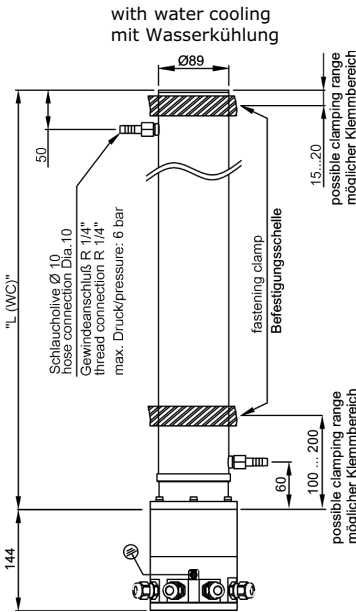 with water cooling
mit Wasserkühlung
Ø89
50
15...20
possible clamping range
möglicher Klemmbereich
"L (WC)"
Schlaucholive Ø 10
hose connection Dia.10
Gewindeanschluß R 1/4"
thread connection R 1/4"
max. Druck/pressure: 6 bar
fastening clamp
Befestigungsschelle
60
100 ... 200
possible clamping range
möglicher Klemmbereich
144